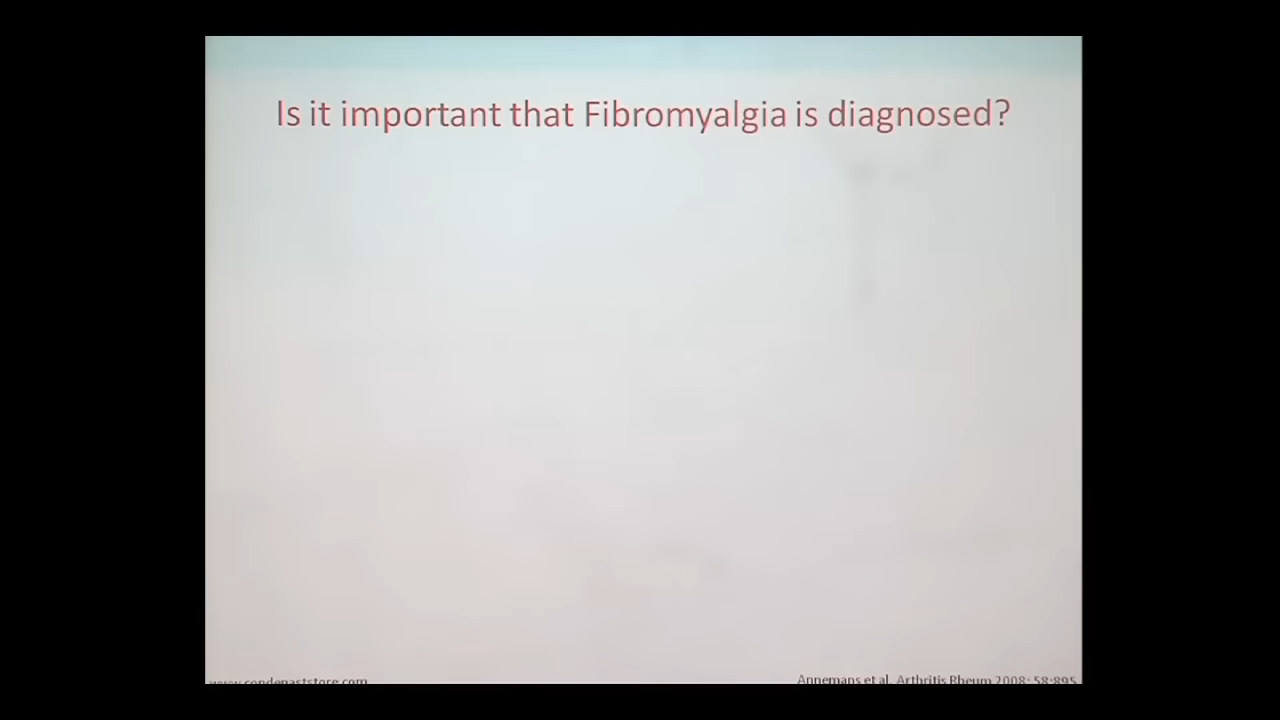 Is it important that Fibromyalgia is diagnosed?
www.condenaststore.com
Annemans et al. Arthritis Rheum 2008; 58:895